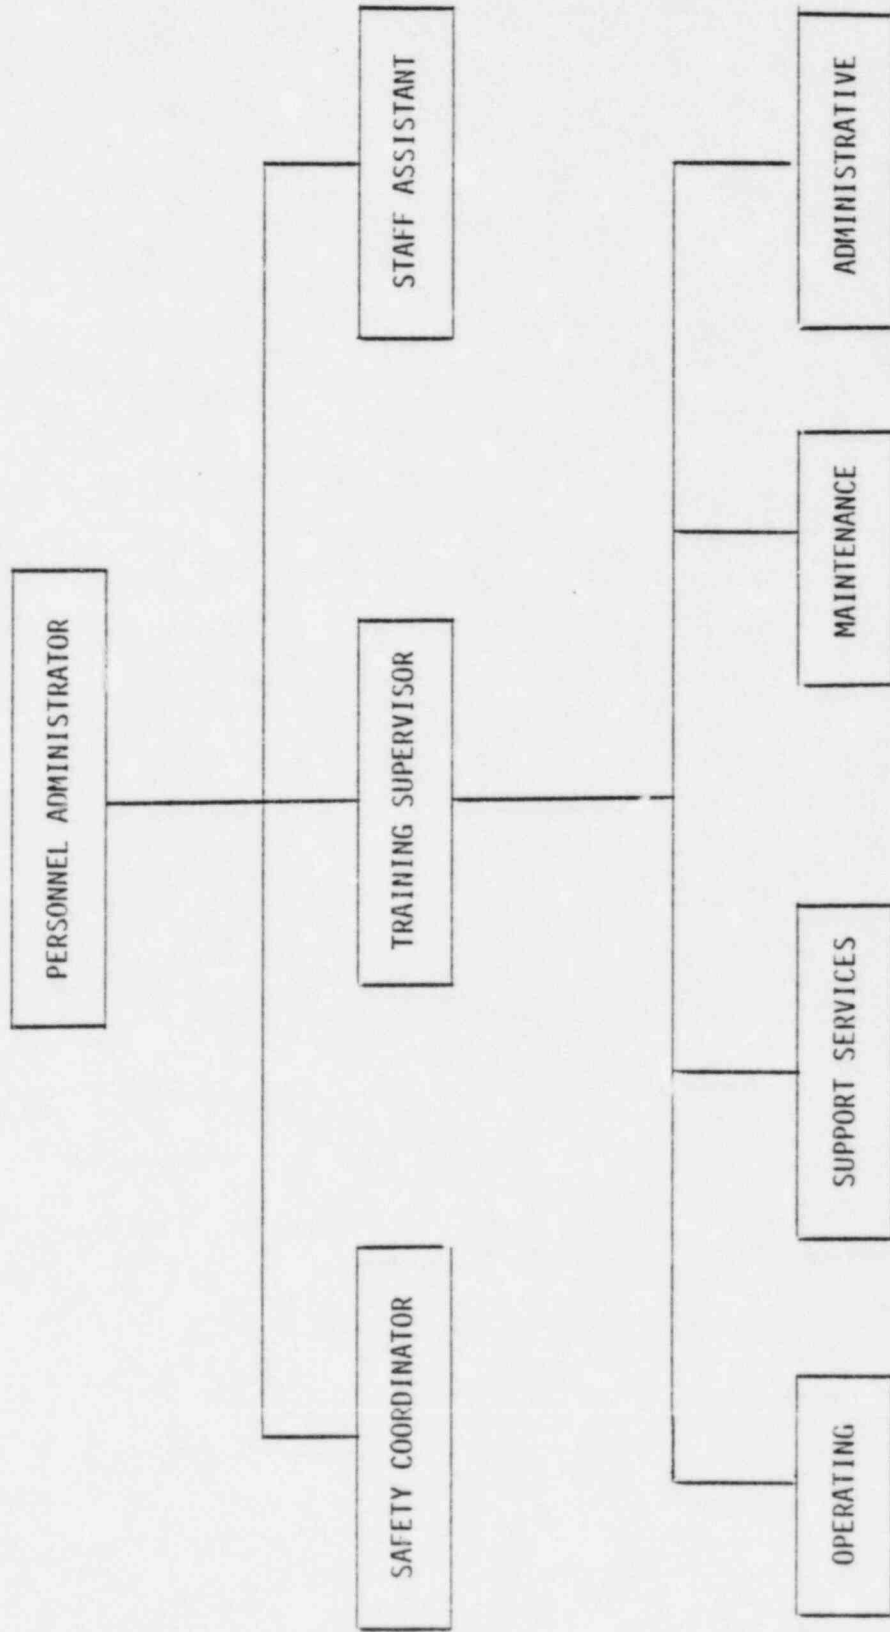 PERSONNEL ADMINISTRATOR
SAFETY COORDINATOR
TRAINING SUPERVISOR
STAFF ASSISTANT
OPERATING
SUPPORT SERVICES
MAINTENANCE
ADMINISTRATIVE